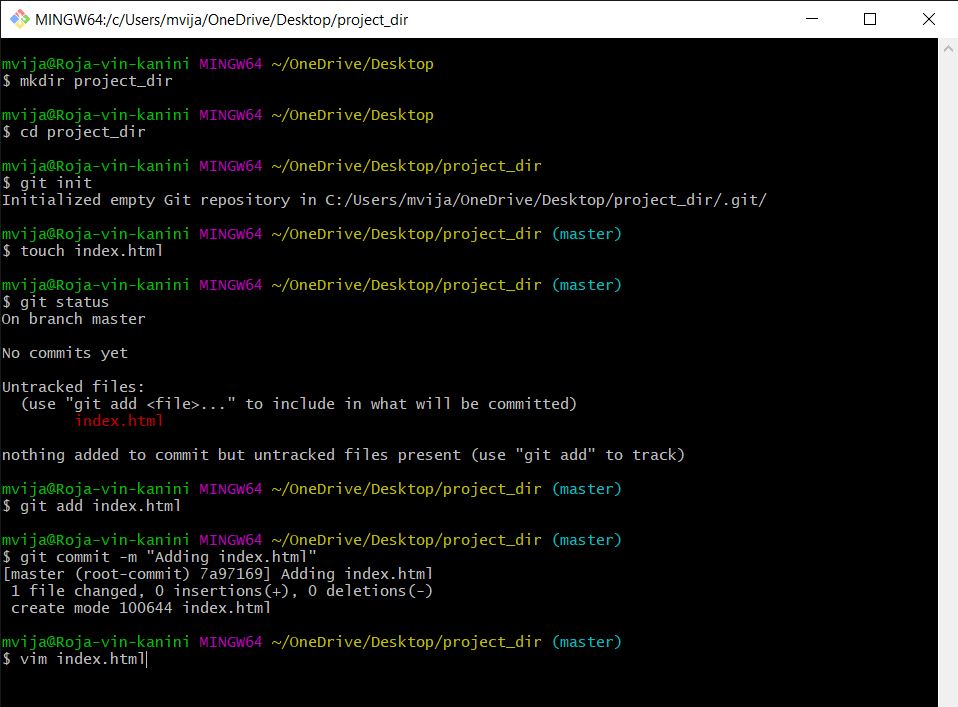 MINGW64:/c/Users/mvija/OneDrive/Desktop/project_dir
mvija@Roja-vin-kanini MINGW64 ~/OneDrive/Desktop
$ mkdir project_dir
mvija@Roja-vin-kanini MINGW64 ~/OneDrive/Desktop
$ cd project_dir
mvija@Roja-vin-kanini MINGW64 ~/OneDrive/Desktop/project_dir
$ git init
Initialized empty Git repository in C:/Users/mvija/OneDrive/Desktop/project_dir/.git/
mvija@Roja-vin-kanini MINGW64 ~/OneDrive/Desktop/project_dir (master)
$ touch index.html
mvija@Roja-vin-kanini MINGW64 ~/OneDrive/Desktop/project_dir (master)
$ git status
On branch master
No commits yet
Untracked files:
  (use "git add <file>..." to include in what will be committed)
        index.html
nothing added to commit but untracked files present (use "git add" to track)
mvija@Roja-vin-kanini MINGW64 ~/OneDrive/Desktop/project_dir (master)
$ git add index.html
mvija@Roja-vin-kanini MINGW64 ~/OneDrive/Desktop/project_dir (master)
$ git commit -m "Adding index.html"
[master (root-commit) 7a97169] Adding index.html
 1 file changed, 0 insertions(+), 0 deletions(-)
 create mode 100644 index.html
mvija@Roja-vin-kanini MINGW64 ~/OneDrive/Desktop/project_dir (master)
$ vim index.html